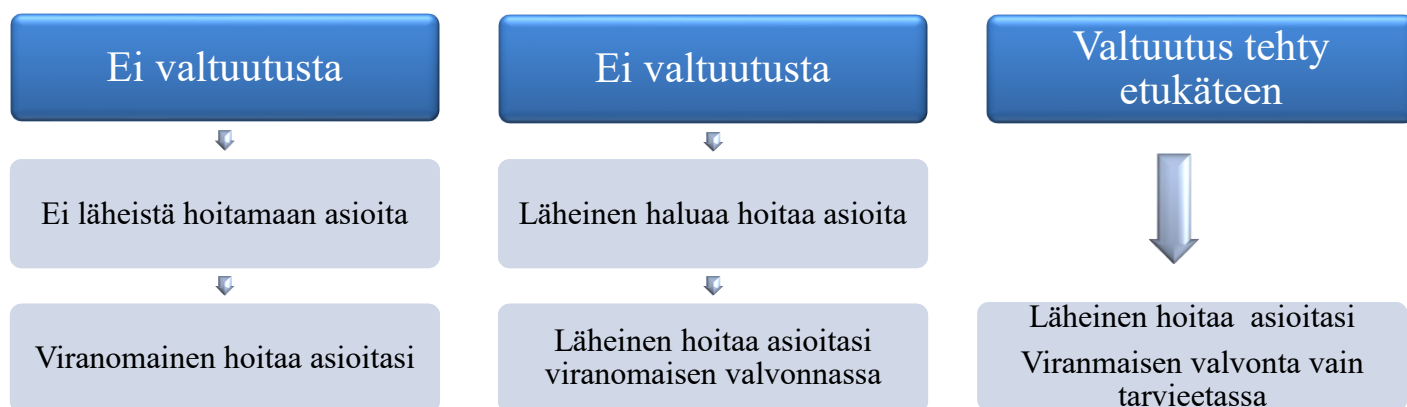 Ei valtuutusta
Ei läheistä hoitamaan asioita
Viranomainen hoitaa asioitasi
Ei valtuutusta
Läheinen haluaa hoitaa asioita
Läheinen hoitaa asioitasi
viranomaisen valvonnassa
Valtuutus tehty
etukäteen
Läheinen hoitaa asioitasi
Viranmaisen valvonta vain
tarvieetassa